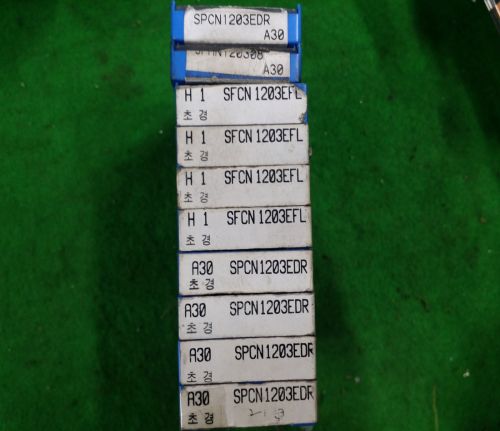 SPCN1203EDR
A30
SPMN120308
A30
H 1 SFCN1203EFL
초 경
H 1 SFCN1203EFL
초 경
H 1 SFCN1203EFL
초 경
H 1 SFCN1203EFL
초 경
A30 SPCN1203EDR
초 경
A30 SPCN1203EDR
초 경
A30 SPCN1203EDR
초 경
A30 SPCN1203EDR
초 경